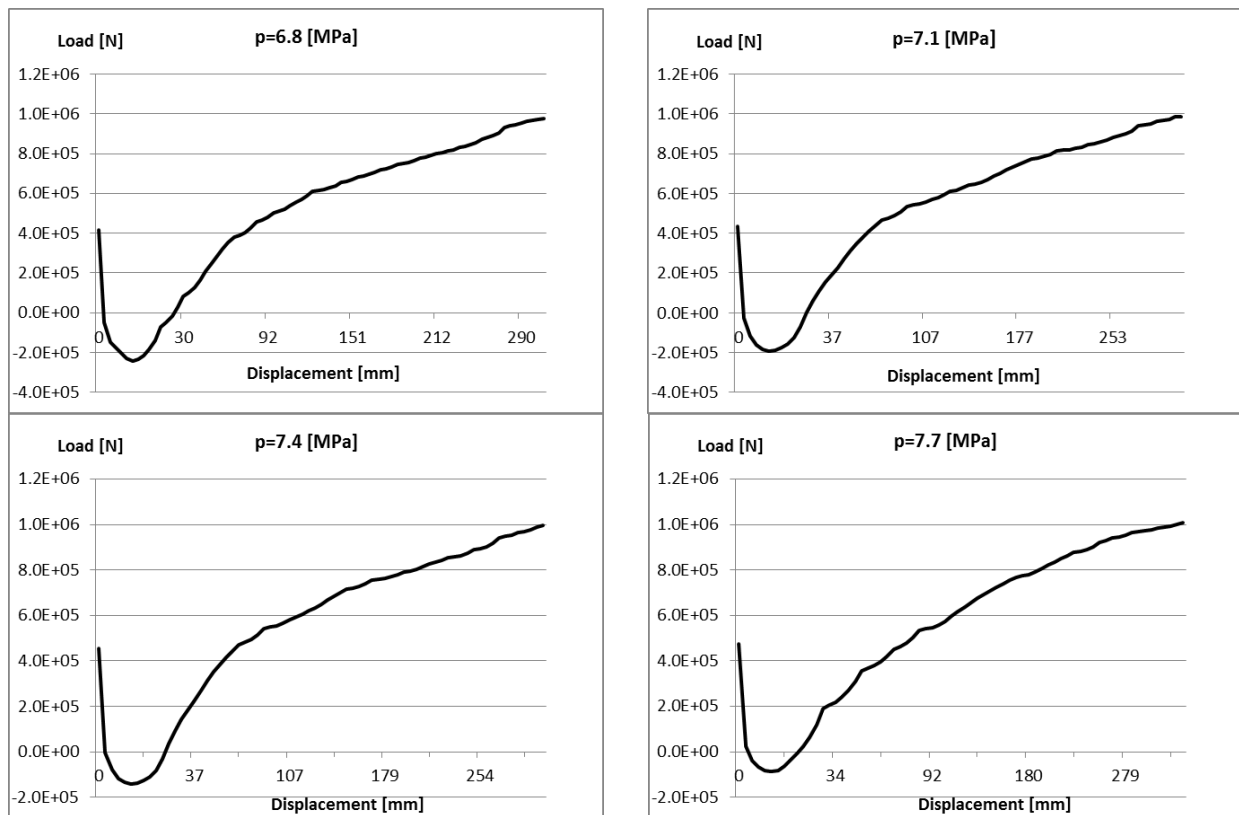 Load [N]
p=6.8 [MPa]
1.2E+06
1.0E+06
8.0E+05
6.0E+05
4.0E+05
2.0E+05
0.0E+00
-2.0E+05
-4.0E+05
0 30 92 151 212 290
Displacement [mm]
Load [N]
p=7.1 [MPa]
1.2E+06
1.0E+06
8.0E+05
6.0E+05
4.0E+05
2.0E+05
0.0E+00
-2.0E+05
-4.0E+05
0 37 107 177 253
Displacement [mm]
Load [N]
p=7.4 [MPa]
1.2E+06
1.0E+06
8.0E+05
6.0E+05
4.0E+05
2.0E+05
0.0E+00
-2.0E+05
0 37 107 179 254
Displacement [mm]
Load [N]
p=7.7 [MPa]
1.2E+06
1.0E+06
8.0E+05
6.0E+05
4.0E+05
2.0E+05
0.0E+00
-2.0E+05
0 34 92 180 279
Displacement [mm]